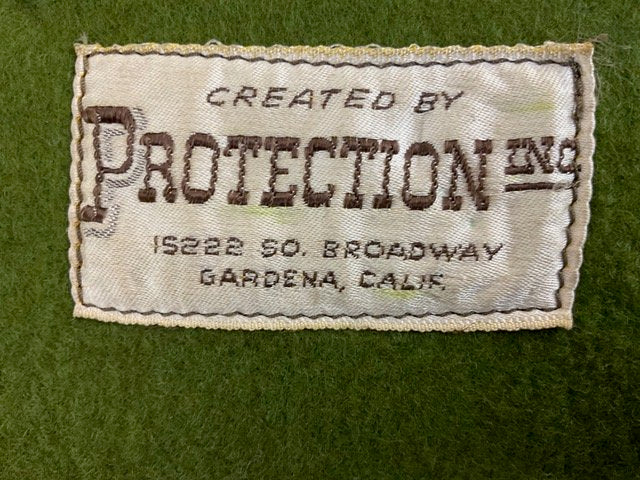 CREATED BY
PROTECTION INC.
15222 SO. BROADWAY
GARDENA, CALIF.